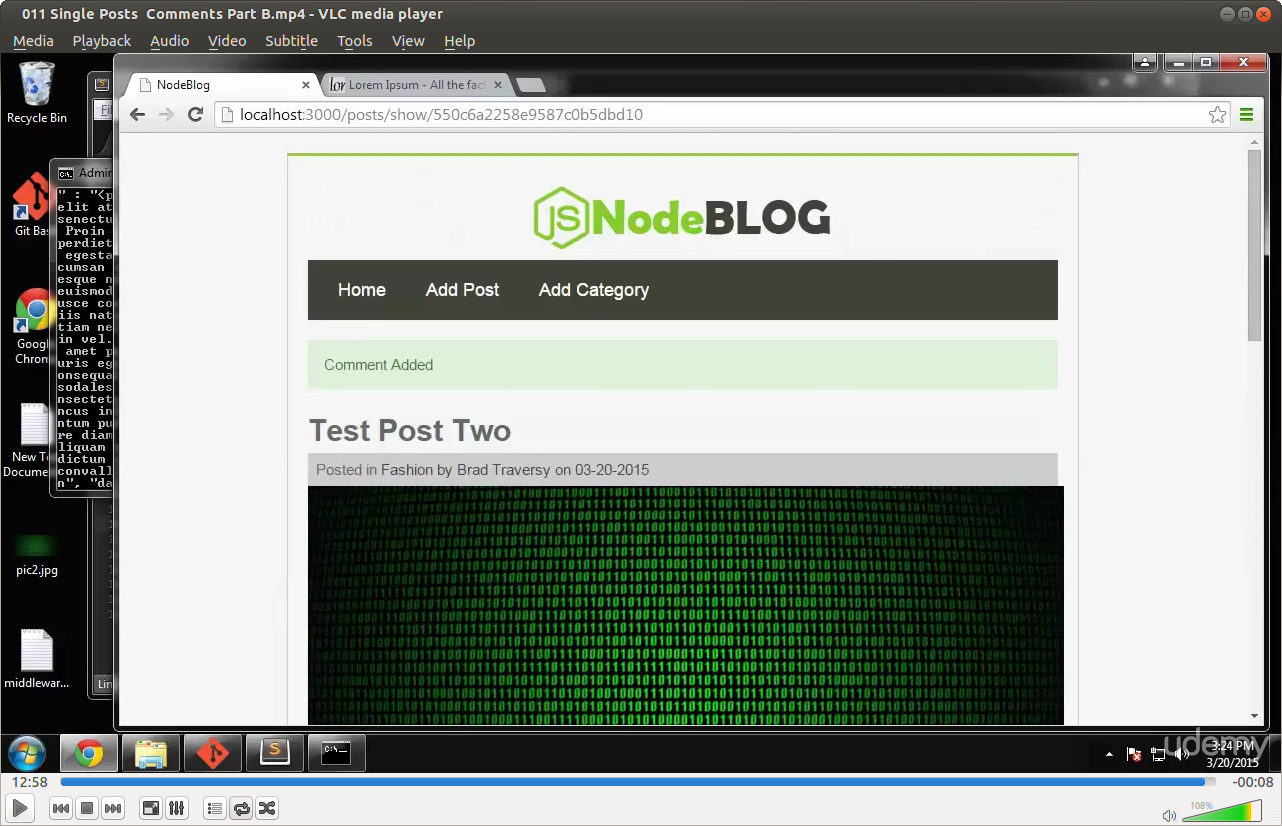 011 Single Posts  Comments Part B.mp4 - VLC media player
Media Playback Audio Video Subtitle Tools View Help
NodeBlog
Lorem Ipsum - All the fact
localhost:3000/posts/show/550c6a2258e9587c0b5dbd10
Recycle Bin
Git Bas
Googl
Chrom
New T
Docume
pic2.jpg
middlewar...
Admin
" : "<p
elit at
senectu
Proin
perdiet
egesta
cumsan
esque n
euismod
usce co
iis nat
tiam ne
in vel.
amet p
uris eg
onsequa
sodales
nsectet
ncus in
ntum pu
re diam
liquam
dictum
convall
n", "da
Lin
JS NodeBLOG
Home Add Post Add Category
Comment Added
Test Post Two
Posted in Fashion by Brad Traversy on 03-20-2015
udemy
3:24 PM
3/20/2015
12:58
-00:08
108%